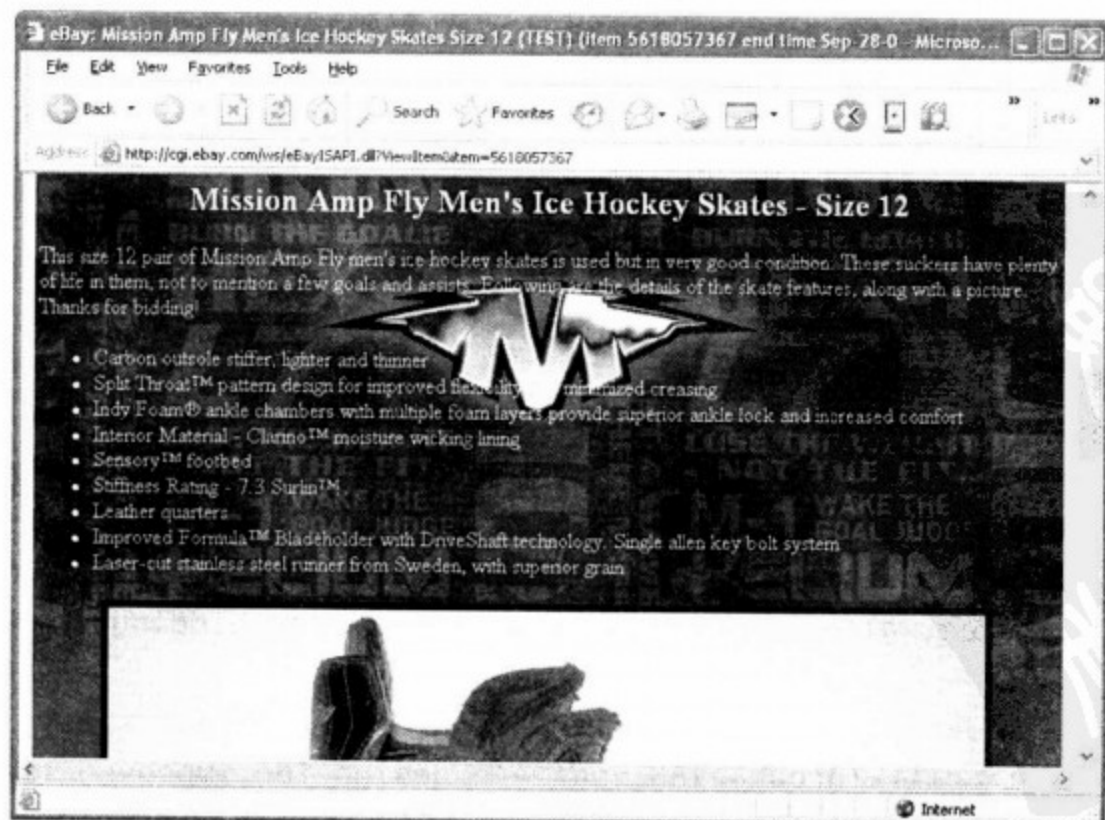 eBay: Mission Amp Fly Men's Ice Hockey Skates Size 12 (TEST) (item 5618057367 end time Sep-28-0 - Microso...
File Edit View Favorites Tools Help
Back Search Favorites Links
Address http://cgi.ebay.com/ws/eBayISAPI.dll?ViewItem&item=5618057367
Mission Amp Fly Men's Ice Hockey Skates - Size 12
This size 12 pair of Mission Amp Fly men's ice hockey skates is used but in very good condition. These suckers have plenty
of life in them, not to mention a few goals and assists. Following are the details of the skate features, along with a picture.
Thanks for bidding!
• Carbon outsole stiffer, lighter and thinner
• Split Throat™ pattern design for improved flexibility minimized creasing
• Indy Foam® ankle chambers with multiple foam layers provide superior ankle lock and increased comfort
• Interior Material - Clarino™ moisture wicking lining
• Sensory™ footbed
• Stiffness Rating - 7.3 Surlin™
• Leather quarters
• Improved Formula™ Bladeholder with DriveShaft technology. Single allen key bolt system
• Laser-cut stainless steel runner from Sweden, with superior grain
Internet